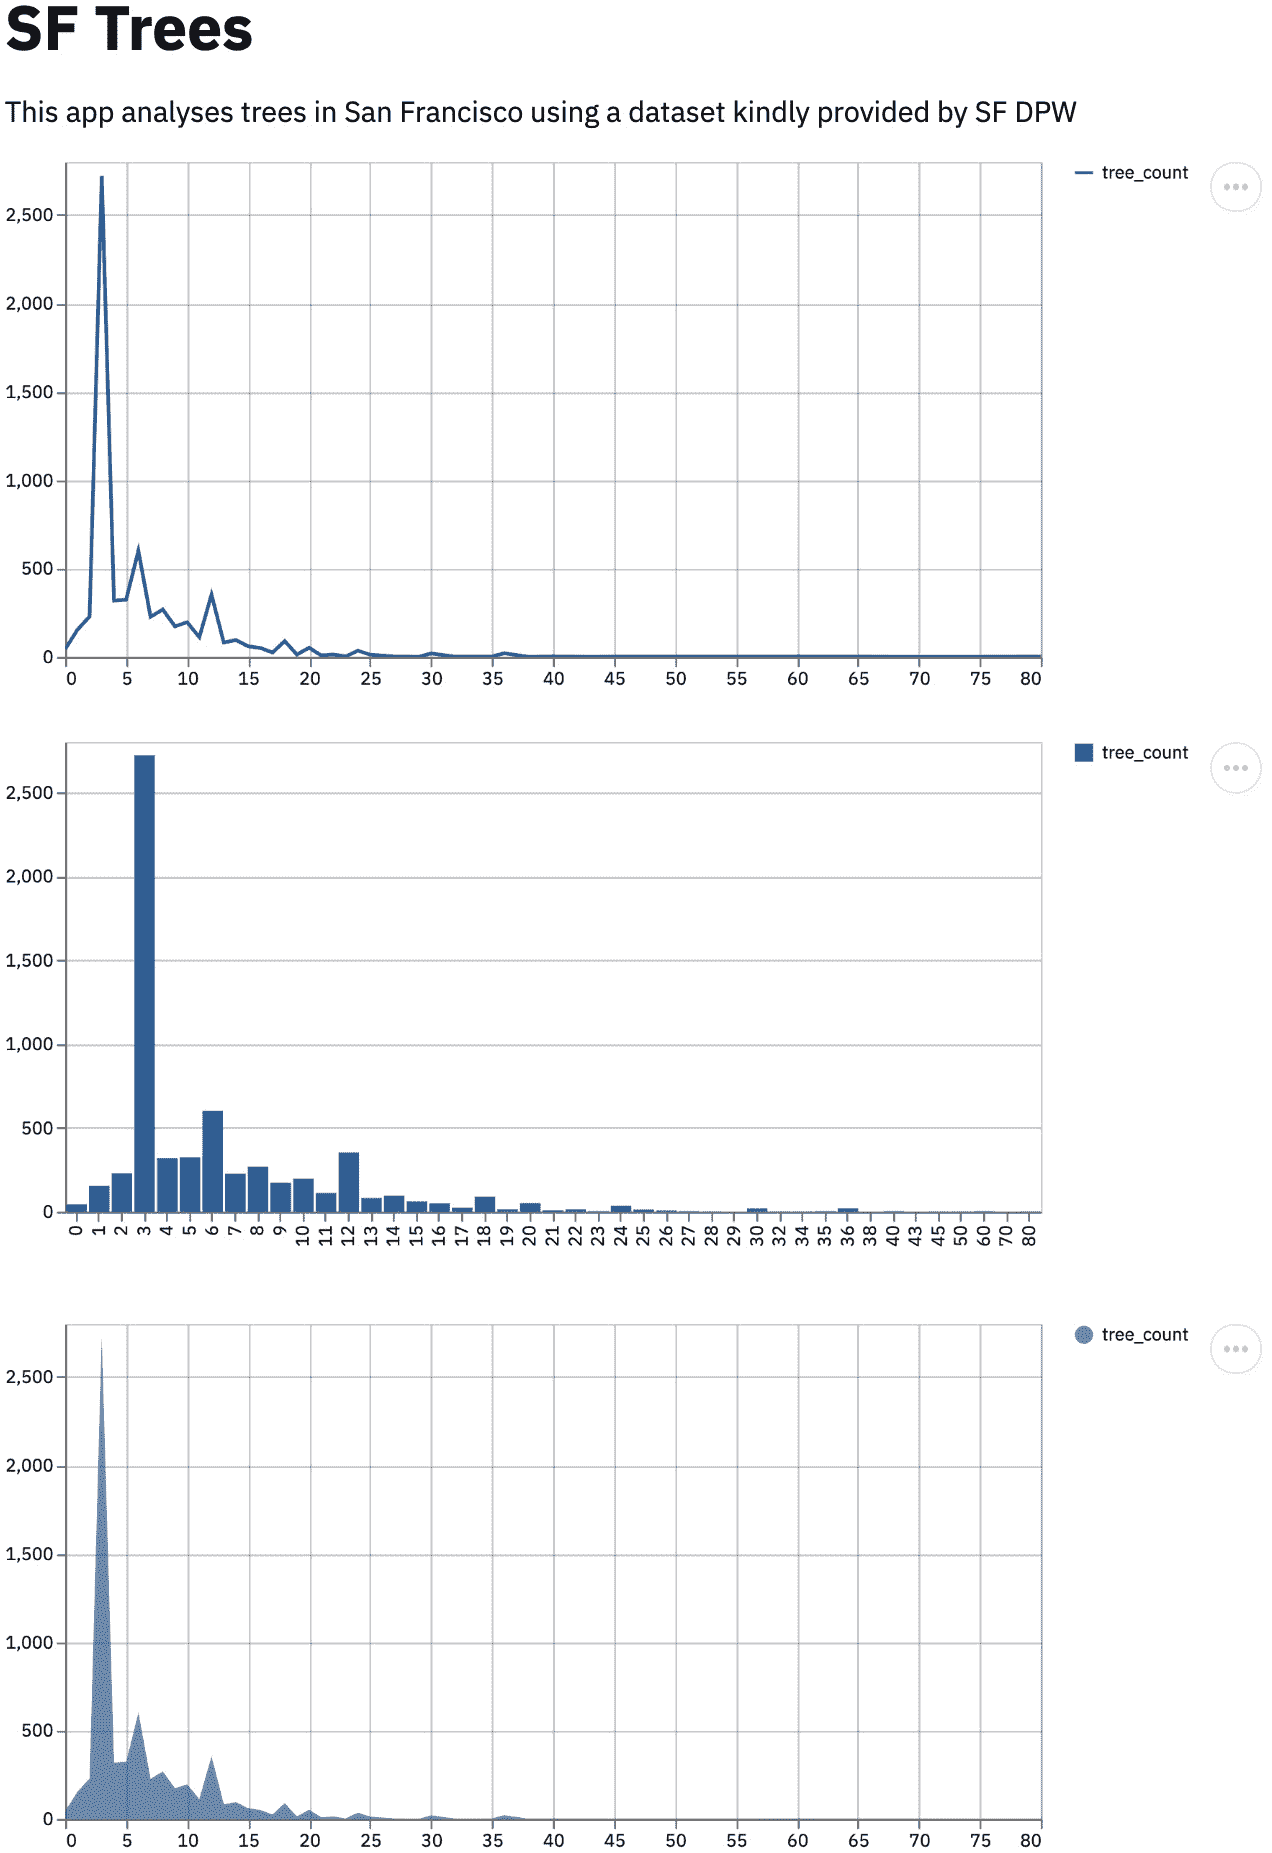 SF Trees
This app analyses trees in San Francisco using a dataset kindly provided by SF DPW
tree_count
2,500
2,000
1,500
1,000
500
0
0 5 10 15 20 25 30 35 40 45 50 55 60 65 70 75 80
tree_count
2,500
2,000
1,500
1,000
500
0
0 1 2 3 4 5 6 7 8 9 10 11 12 13 14 15 16 17 18 19 20 21 22 23 24 25 26 27 28 29 30 32 34 35 36 38 40 43 45 50 60 70 80
tree_count
2,500
2,000
1,500
1,000
500
0
0 5 10 15 20 25 30 35 40 45 50 55 60 65 70 75 80